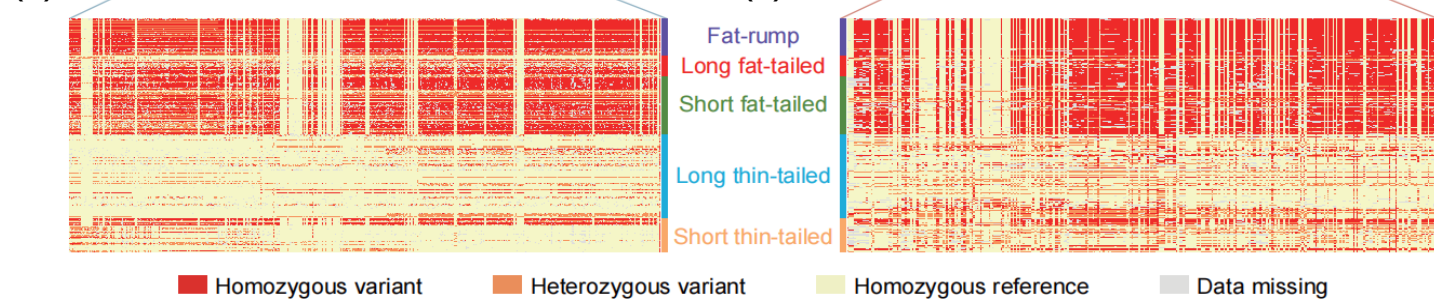 Fat-rump
Long fat-tailed
Short fat-tailed
Long thin-tailed
Short thin-tailed
Homozygous variant
Heterozygous variant
Homozygous reference
Data missing